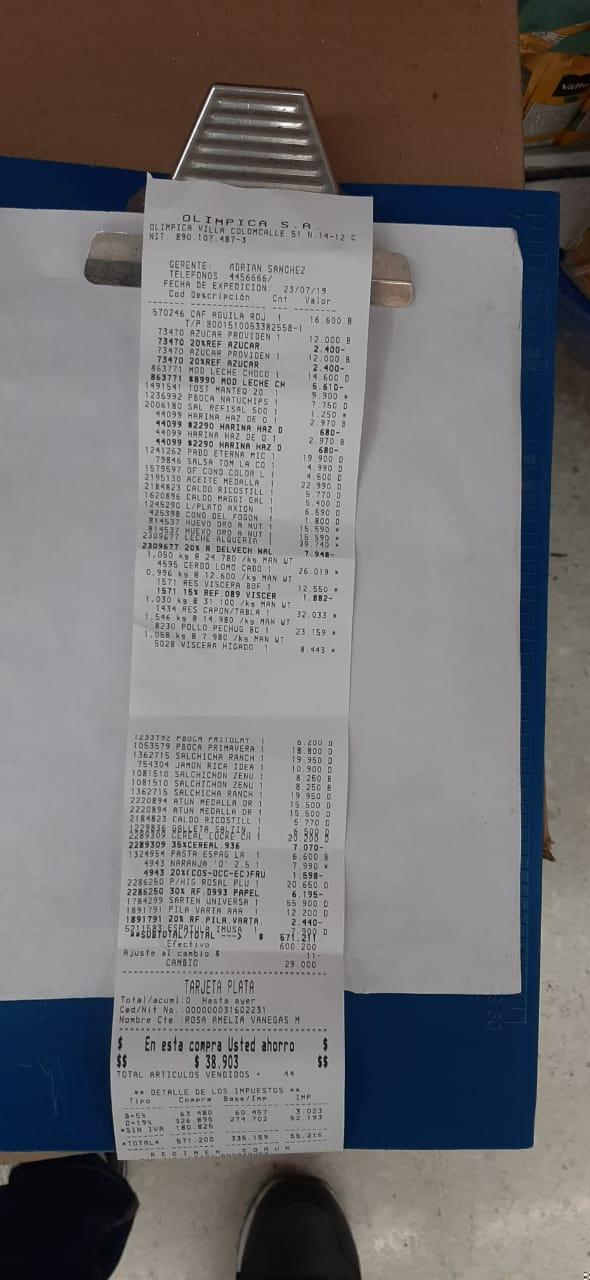 OLIMPICA S.A.
OLIMPICA VILLA COLOMCALLE 51 N.14-12 C
NIT. 890.107.487-3
GERENTE: ADRIAN SANCHEZ
TELEFONOS :4456666/
FECHA DE EXPEDICION: 23/07/19
Cod Descripción Cnt Valor
570246 CAF AGUILA ROJ 1 16.600 B
T/P:8001510053382558-1
73470 AZUCAR PROVIDEN 1 12.000 B
73470 20%REF AZUCAR 2.400-
73470 AZUCAR PROVIDEN 1 12.000 B
73470 20%REF AZUCAR 2.400-
863771 MOD LECHE CHOCO 1 14.600 D
863771 $8990 MOD LECHE CH 5.610-
1491541 TOST MANTEQ 20 1 9.900 *
1236992 PBOCA NATUCHIPS 1 7.750 D
2006180 SAL REFISAL 500 1 1.250 *
44099 HARINA HAZ DE O 1 2.970 B
44099 $2290 HARINA HAZ D 680-
44099 HARINA HAZ DE O 1 2.970 B
44099 $2290 HARINA HAZ D 680-
1241262 PABO ETERNA MIC 1 19.900 D
79846 SALSA TOM LA CO 1 4.990 D
1579597 OF COND COLOR L 1 4.600 D
2195130 ACEITE MEDALLA 1 22.990 D
2184823 CALDO RICOSTILL 1 5.770 D
1620896 CALDO MAGGI GAL 1 5.400 D
1245290 L/PLATO AXION 1 6.590 D
425398 COND DEL FOGON 1 1.800 D
814537 HUEVO ORO A NUT 1 15.590 *
814537 HUEVO ORO A NUT 1 15.590 *
2309677 LECHE ALQUERIA 1 39.740 *
2309677 20% R DELVECH NAL 7.948-
1,050 kg @ 24.780 /kg MAN WT
4595 CERDO LOMO CABO 1 26.019 *
0,996 kg @ 12.600 /kg MAN WT
1571 RES VISCERA BOF 1 12.550 *
1571 15% REF.089 VISCER 1.882-
1,030 kg @ 31.100 /kg MAN WT
1434 RES CAPON/TABLA 1 32.033 *
1,546 kg @ 14.980 /kg MAN WT
8230 POLLO PECHUG BC 1 23.159 *
1,058 kg @ 7.980 /kg MAN WT
5028 VISCERA HIGADO 1 8.443 *
1233792 PBOCA FRITOLAY 1 6.200 D
1053579 PBOCA PRIMAVERA 1 18.800 D
1362715 SALCHICHA RANCH 1 19.950 D
754304 JAMON RICA IDEA 1 10.900 D
1081510 SALCHICHON ZENU 1 8.250 B
1081510 SALCHICHON ZENU 1 8.250 B
1362715 SALCHICHA RANCH 1 19.950 D
2220894 ATUN MEDALLA OR 1 15.500 D
2220894 ATUN MEDALLA OR 1 15.500 D
2184823 CALDO RICOSTILL 1 5.770 D
1229836 GALLETA SALTIN 1 6.500 D
2289309 CEREAL LOCKE CH 1 20.200 D
2289309 35%CEREAL.936 7.070-
1324954 PASTA ESPAG LA 1 6.600 B
4943 NARANJA 'O' 2.5 1 7.990 *
4943 20%(COS-OCC-EC)FRU 1.598-
2286250 P/HIG ROSAL PLU 1 20.650 D
2286250 30% RF.D993 PAPEL 6.195-
1784299 SARTEN UNIVERSA 1 55.900 D
1891791 PILA VARTA AAA 1 12.200 D
1891791 20% RF.PILA.VARTA. 2.440-
5211583 ESPATULA IMUSA 1 7.900 D
**SUBTOTAL/TOTAL ---> $ 571.211
Efectivo 600.200
Ajuste al cambio $ 11-
CAMBIO 29.000
TARJETA PLATA
Total/acuml:0 Hasta ayer
Ced/Nit No.:000000031602231
Nombre Cte :ROSA AMELIA VANEGAS M
$ En esta compra Usted ahorro $
$$ $ 38.903 $$
TOTAL ARTICULOS VENDIDOS = 44
** DETALLE DE LOS IMPUESTOS **
Tipo Compra Base/Imp. IMP
B=5% 63.480 60.457 3.023
D=19% 326.895 274.702 52.193
*SIN IVA 180.825
*TOTAL* 571.200 335.159 55.216
REGIMEN COMUN